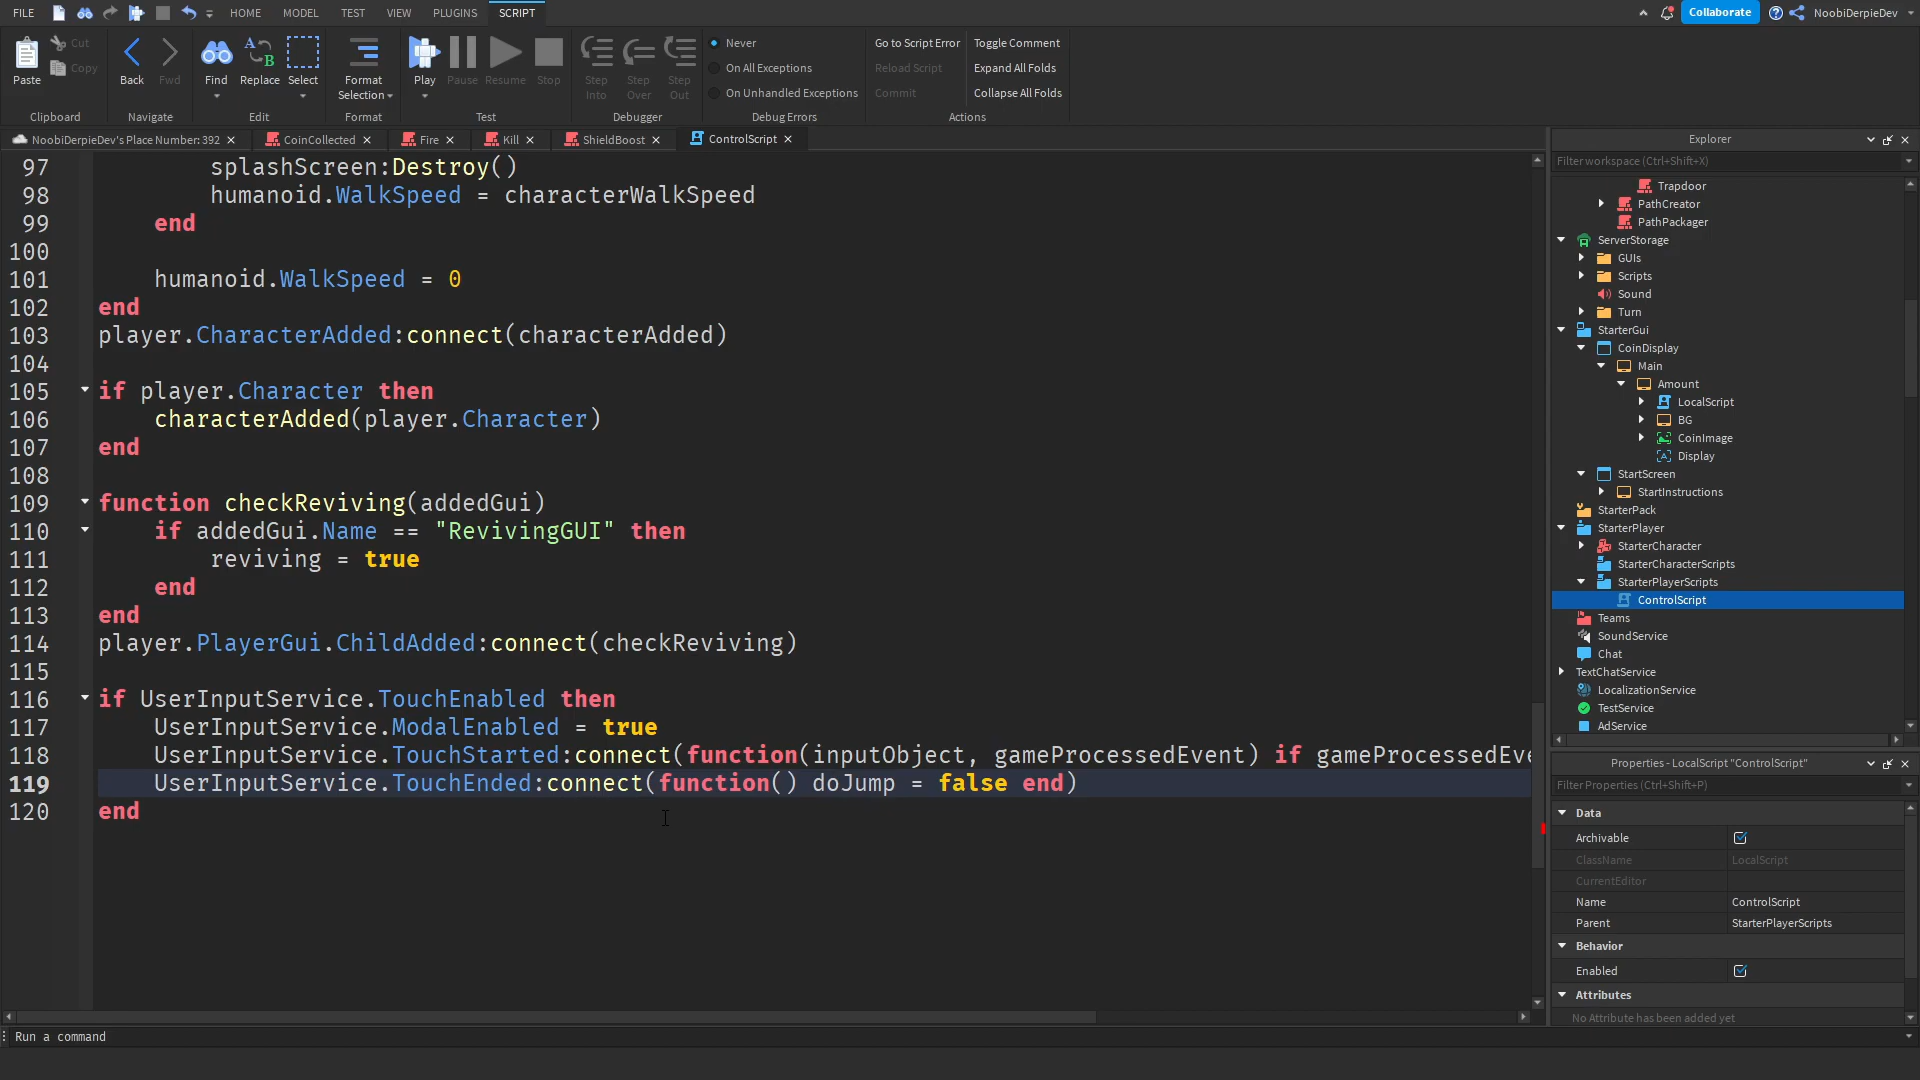 FILE HOME MODEL TEST VIEW PLUGINS SCRIPT Collaborate NoobiDerpieDev
Paste Cut Copy Back Fwd Find Replace Select Format Selection Play Pause Resume Stop Step Into Step Over Step Out
Never Go to Script Error Toggle Comment
On All Exceptions Reload Script Expand All Folds
On Unhandled Exceptions Commit Collapse All Folds
Clipboard Navigate Edit Format Test Debugger Debug Errors Actions
NoobiDerpieDev's Place Number: 392 CoinCollected Fire Kill ShieldBoost ControlScript
97 splashScreen:Destroy()
98 humanoid.WalkSpeed = characterWalkSpeed
99 end
100
101 humanoid.WalkSpeed = 0
102 end
103 player.CharacterAdded:connect(characterAdded)
104
105 if player.Character then
106 characterAdded(player.Character)
107 end
108
109 function checkReviving(addedGui)
110 if addedGui.Name == "RevivingGUI" then
111 reviving = true
112 end
113 end
114 player.PlayerGui.ChildAdded:connect(checkReviving)
115
116 if UserInputService.TouchEnabled then
117 UserInputService.ModalEnabled = true
118 UserInputService.TouchStarted:connect(function(inputObject, gameProcessedEvent) if gameProcessedEve
119 UserInputService.TouchEnded:connect(function() doJump = false end)
120 end
Run a command
Explorer
Filter workspace (Ctrl+Shift+X)
Trapdoor
PathCreator
PathPackager
ServerStorage
GUIs
Scripts
Sound
Turn
StarterGui
CoinDisplay
Main
Amount
LocalScript
BG
CoinImage
Display
StartScreen
StartInstructions
StarterPack
StarterPlayer
StarterCharacter
StarterCharacterScripts
StarterPlayerScripts
ControlScript
Teams
SoundService
Chat
TextChatService
LocalizationService
TestService
AdService
Properties - LocalScript "ControlScript"
Filter Properties (Ctrl+Shift+P)
Data
Archivable
ClassName LocalScript
CurrentEditor
Name ControlScript
Parent StarterPlayerScripts
Behavior
Enabled
Attributes
No Attribute has been added yet